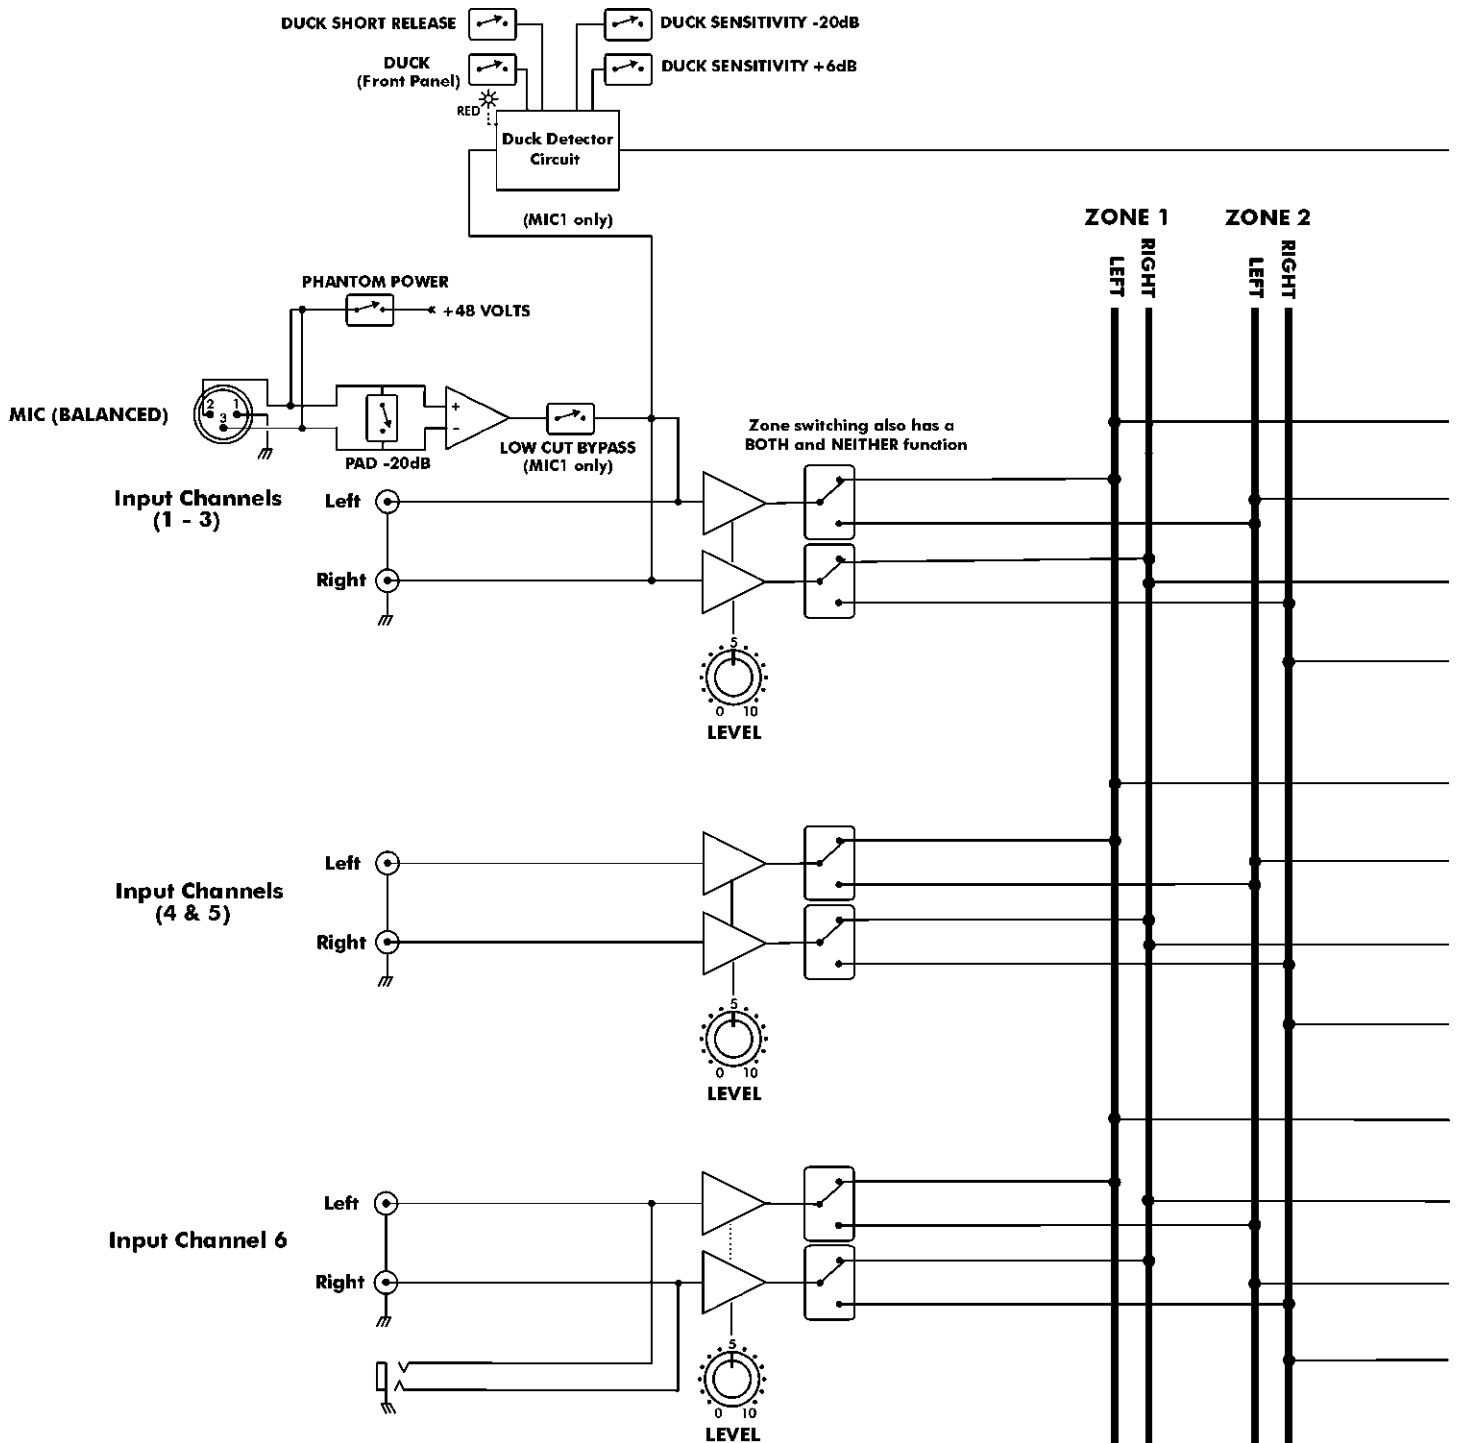 DUCK SHORT RELEASE
DUCK SENSITIVITY -20dB
DUCK
(Front Panel)
DUCK SENSITIVITY +6dB
RED
Duck Detector
Circuit
(MIC1 only)
ZONE 1
ZONE 2
LEFT
RIGHT
LEFT
RIGHT
PHANTOM POWER
+48 VOLTS
MIC (BALANCED)
2
1
3
+
-
PAD -20dB
LOW CUT BYPASS
(MIC1 only)
Zone switching also has a
BOTH and NEITHER function
Input Channels
(1 - 3)
Left
Right
5
0 10
LEVEL
Input Channels
(4 & 5)
Left
Right
5
0 10
LEVEL
Input Channel 6
Left
Right
5
0 10
LEVEL